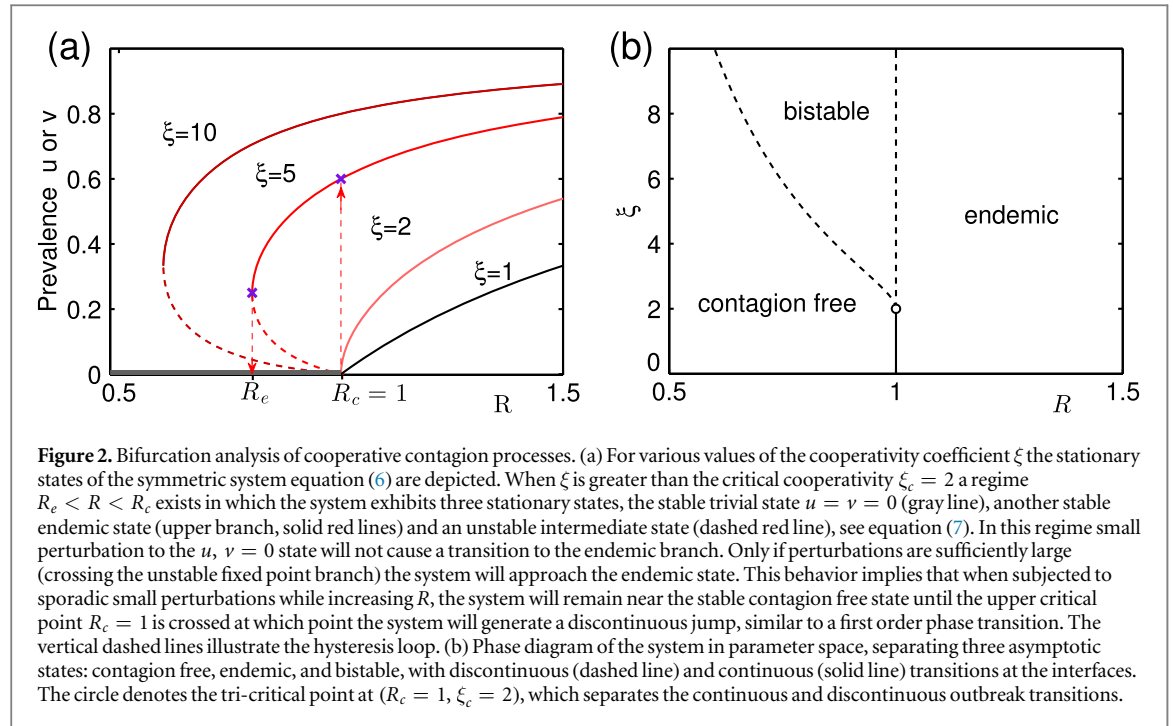 (a)
Prevalence u or v
0.8
0.6
0.4
0.2
0
ξ=10
ξ=5
ξ=2
ξ=1
0.5
R_e
R_c = 1
R
1.5
(b)
ξ
8
6
4
2
0
bistable
endemic
contagion free
0.5
1
R
1.5
Figure 2. Bifurcation analysis of cooperative contagion processes. (a) For various values of the cooperativity coefficient ξ the stationary
states of the symmetric system equation (6) are depicted. When ξ is greater than the critical cooperativity ξ_c = 2 a regime
R_e < R < R_c exists in which the system exhibits three stationary states, the stable trivial state u = v = 0 (gray line), another stable
endemic state (upper branch, solid red lines) and an unstable intermediate state (dashed red line), see equation (7). In this regime small
perturbation to the u, v = 0 state will not cause a transition to the endemic branch. Only if perturbations are sufficiently large
(crossing the unstable fixed point branch) the system will approach the endemic state. This behavior implies that when subjected to
sporadic small perturbations while increasing R, the system will remain near the stable contagion free state until the upper critical
point R_c = 1 is crossed at which point the system will generate a discontinuous jump, similar to a first order phase transition. The
vertical dashed lines illustrate the hysteresis loop. (b) Phase diagram of the system in parameter space, separating three asymptotic
states: contagion free, endemic, and bistable, with discontinuous (dashed line) and continuous (solid line) transitions at the interfaces.
The circle denotes the tri-critical point at (R_c = 1, ξ_c = 2), which separates the continuous and discontinuous outbreak transitions.